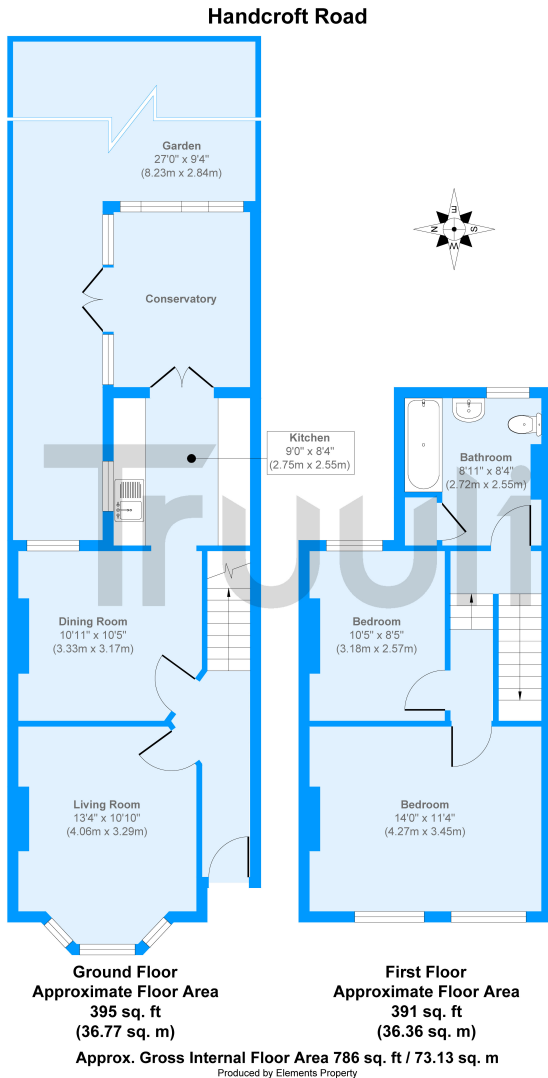 Handcroft Road
Garden
27'0" x 9'4"
(8.23m x 2.84m)
E
N
S
W
Conservatory
Kitchen
9'0" x 8'4"
(2.75m x 2.55m)
Bathroom
8'11" x 8'4"
(2.72m x 2.55m)
Truuli
Dining Room
10'11" x 10'5"
(3.33m x 3.17m)
Bedroom
10'5" x 8'5"
(3.18m x 2.57m)
Living Room
13'4" x 10'10"
(4.06m x 3.29m)
Bedroom
14'0" x 11'4"
(4.27m x 3.45m)
Ground Floor
Approximate Floor Area
395 sq. ft
(36.77 sq. m)
First Floor
Approximate Floor Area
391 sq. ft
(36.36 sq. m)
Approx. Gross Internal Floor Area 786 sq. ft / 73.13 sq. m
Produced by Elements Property